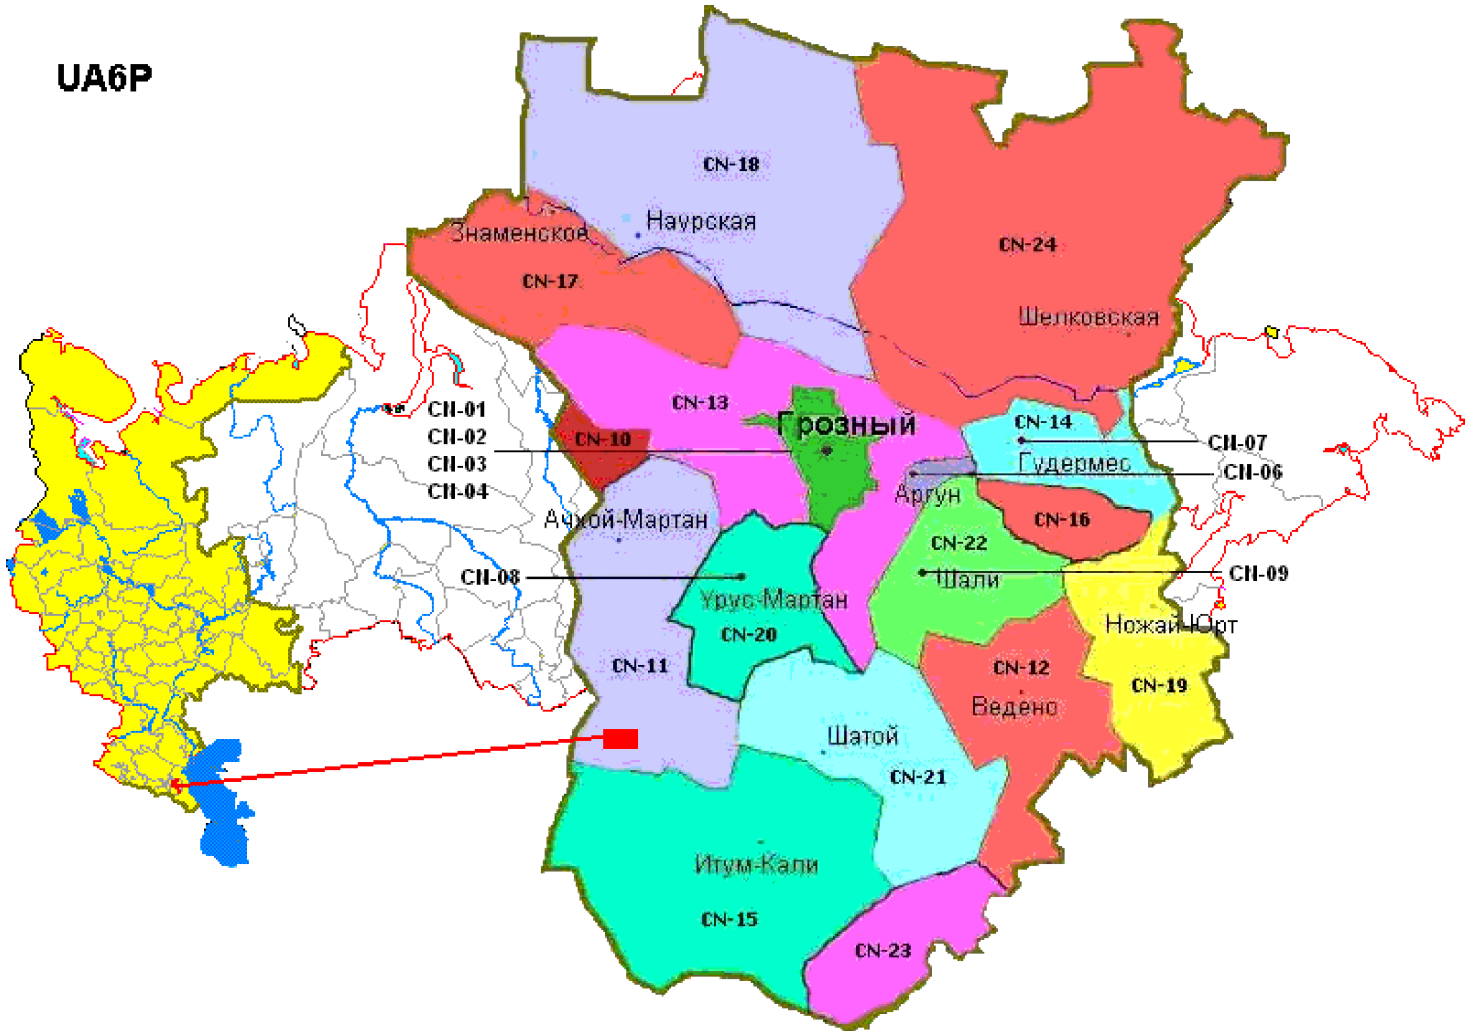 UA6P
CN-18
Наурская
Знаменское
CN-24
CN-17
Шелковская
CN-13
CN-01
CN-02
CN-03
CN-04
CN-10
Грозный
CN-14
CN-07
Гудермес
CN-06
Аргун
Ачхой-Мартан
CN-16
CN-22
CN-08
Шали
CN-09
Урус-Мартан
CN-20
Ножай-Юрт
CN-11
CN-12
CN-19
Ведено
Шатой
CN-21
Итум-Кали
CN-15
CN-23